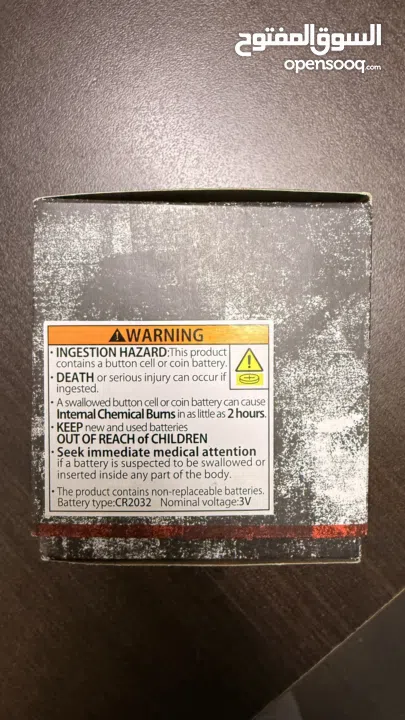 السوق المفتوح
opensooq.com
⚠WARNING
• INGESTION HAZARD:This product
contains a button cell or coin battery.
• DEATH or serious injury can occur if
ingested.
• A swallowed button cell or coin battery can cause
Internal Chemical Burns in as little as 2 hours.
• KEEP new and used batteries
OUT OF REACH of CHILDREN
• Seek immediate medical attention
if a battery is suspected to be swallowed or
inserted inside any part of the body.
• The product contains non-replaceable batteries.
Battery type:CR2032 Nominal voltage:3V